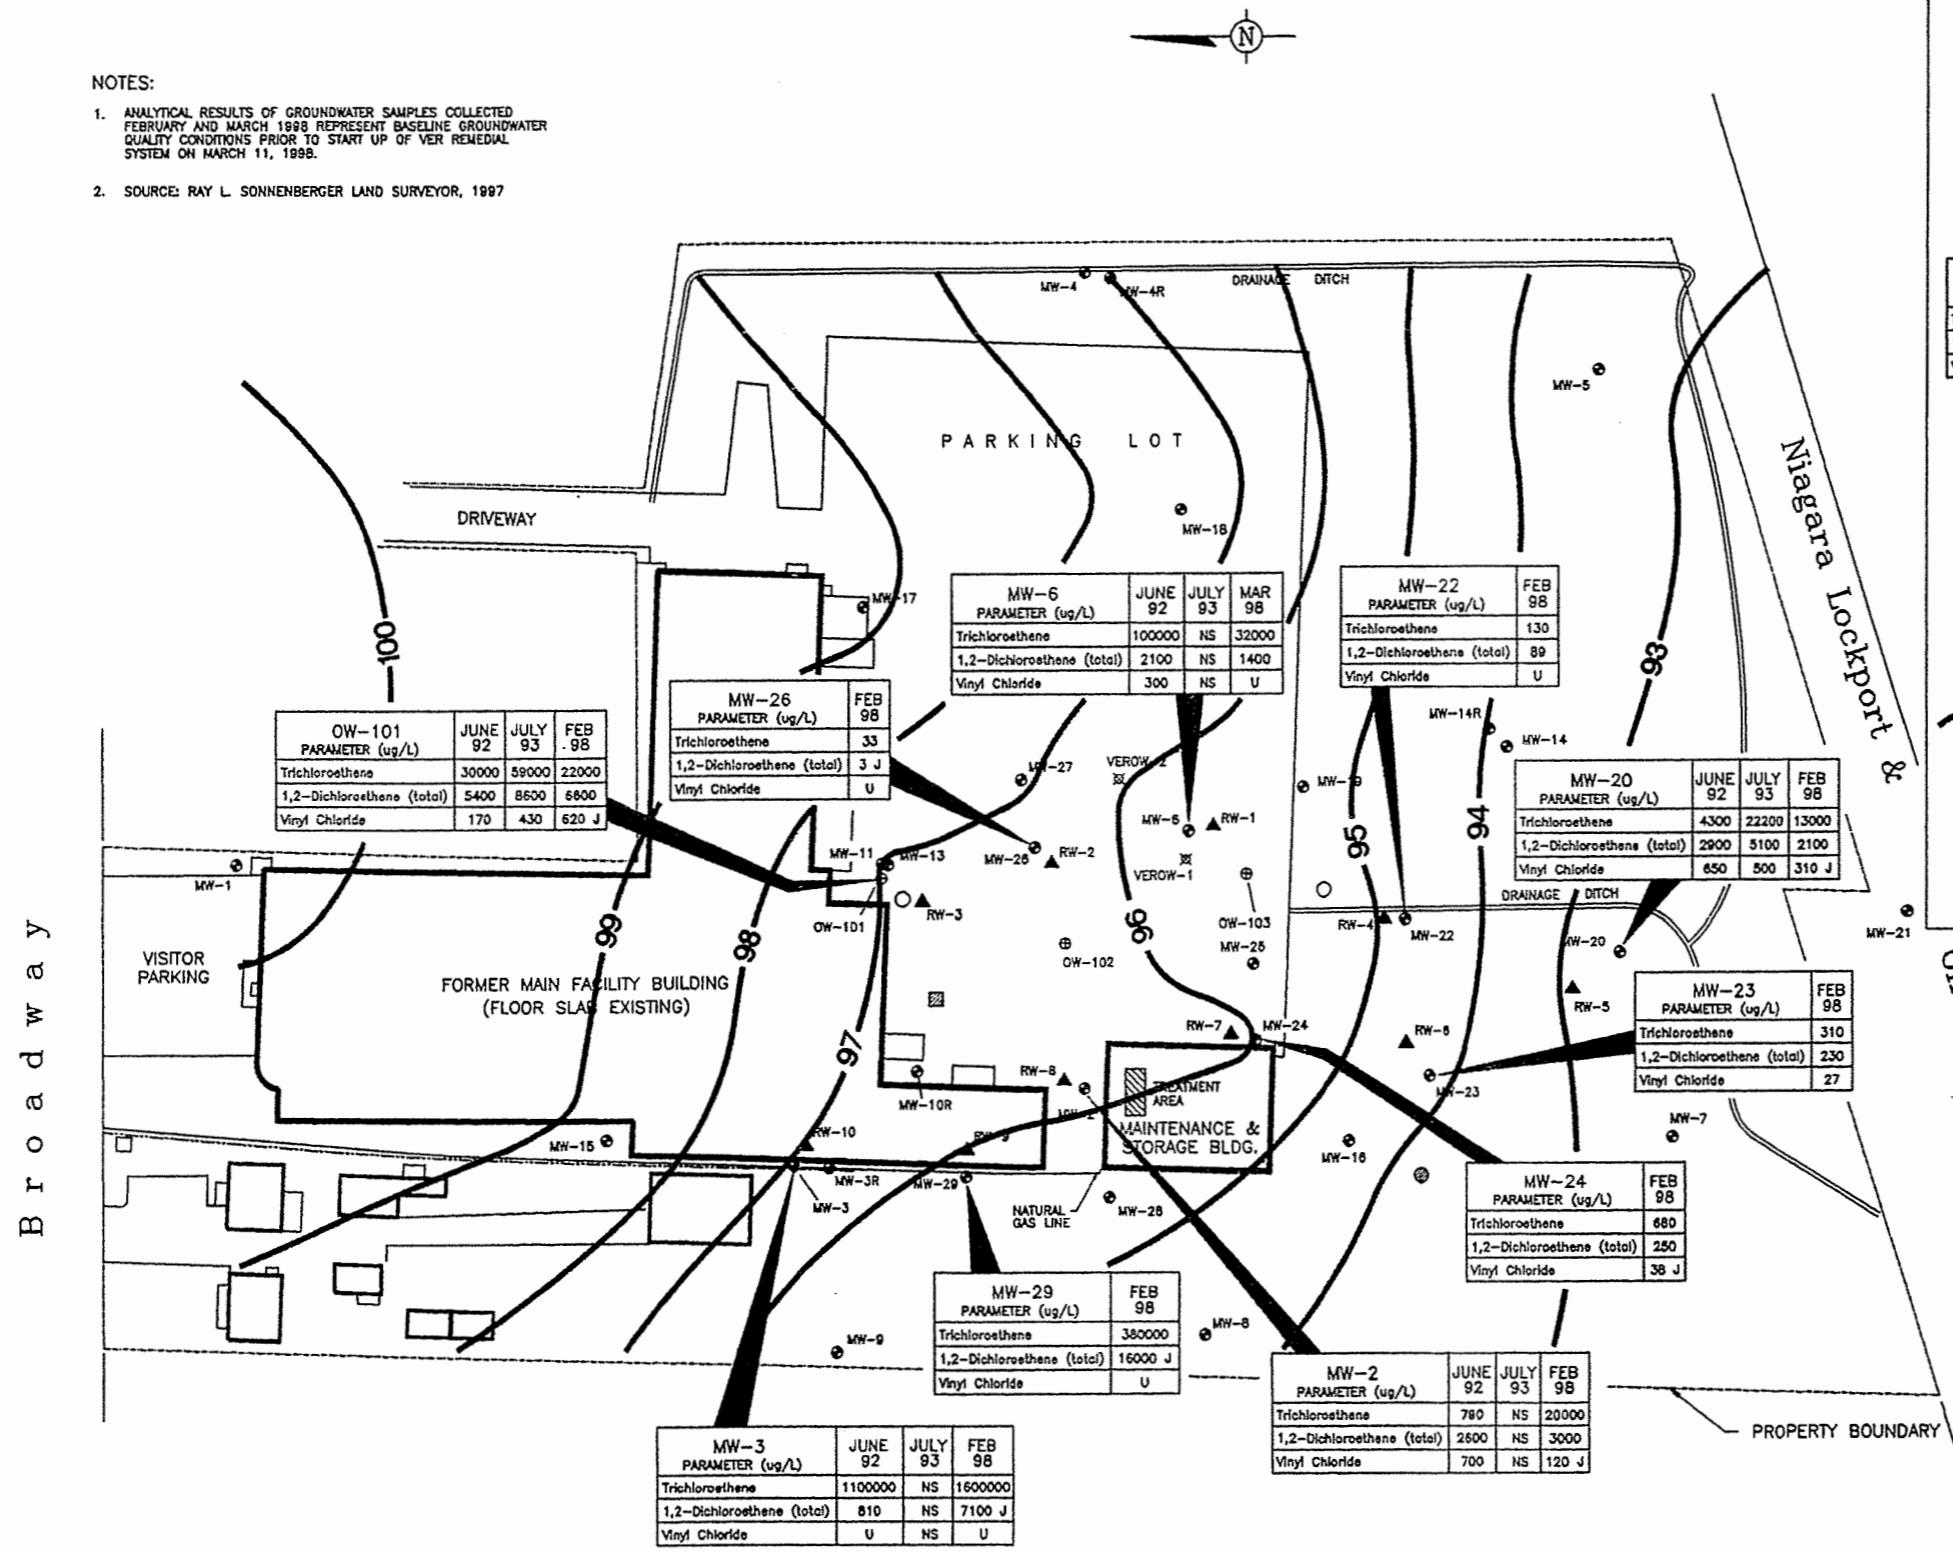 N
NOTES:
1. ANALYTICAL RESULTS OF GROUNDWATER SAMPLES COLLECTED
FEBRUARY AND MARCH 1998 REPRESENT BASELINE GROUNDWATER
QUALITY CONDITIONS PRIOR TO START UP OF VER REMEDIAL
SYSTEM ON MARCH 11, 1998.
2. SOURCE: RAY L. SONNENBERGER LAND SURVEYOR, 1997
MW-4
MW-4R
DRAINAGE DITCH
MW-5
PARKING LOT
Niagara Lockport &
DRIVEWAY
MW-18
MW-17
100
93
MW-6 JUNE 92 JULY 93 MAR 98
PARAMETER (ug/L)
Trichloroethene 100000 NS 32000
1,2-Dichloroethene (total) 2100 NS 1400
Vinyl Chloride 300 NS U
MW-22 FEB 98
PARAMETER (ug/L)
Trichloroethene 130
1,2-Dichloroethene (total) 89
Vinyl Chloride U
MW-26 FEB 98
PARAMETER (ug/L)
Trichloroethene 33
1,2-Dichloroethene (total) 3 J
Vinyl Chloride U
OW-101 JUNE 92 JULY 93 FEB 98
PARAMETER (ug/L)
Trichloroethene 30000 59000 22000
1,2-Dichloroethene (total) 5400 8600 6800
Vinyl Chloride 170 430 620 J
MW-14R
MW-14
MW-27
VEROW-2
MW-19
MW-20 JUNE 92 JULY 93 FEB 98
PARAMETER (ug/L)
Trichloroethene 4300 22200 13000
1,2-Dichloroethene (total) 2900 5100 2100
Vinyl Chloride 650 500 310 J
MW-6
RW-1
95
94
MW-1
MW-11
MW-13
MW-26
RW-2
VEROW-1
DRAINAGE DITCH
RW-3
OW-101
OW-103
RW-4
MW-22
MW-20
MW-21
99
98
96
MW-25
OW-102
Broadway
VISITOR
PARKING
FORMER MAIN FACILITY BUILDING
(FLOOR SLAB EXISTING)
RW-5
MW-23 FEB 98
PARAMETER (ug/L)
Trichloroethene 310
1,2-Dichloroethene (total) 230
Vinyl Chloride 27
97
RW-7
MW-24
RW-6
RW-8
MW-10R
TREATMENT
AREA
MW-23
MW-7
MAINTENANCE &
STORAGE BLDG.
MW-15
RW-10
RW-9
MW-16
MW-3R
MW-29
MW-3
NATURAL
GAS LINE
MW-28
MW-24 FEB 98
PARAMETER (ug/L)
Trichloroethene 680
1,2-Dichloroethene (total) 250
Vinyl Chloride 38 J
MW-29 FEB 98
PARAMETER (ug/L)
Trichloroethene 380000
1,2-Dichloroethene (total) 16000 J
Vinyl Chloride U
MW-9
MW-8
MW-2 JUNE 92 JULY 93 FEB 98
PARAMETER (ug/L)
Trichloroethene 780 NS 20000
1,2-Dichloroethene (total) 2600 NS 3000
Vinyl Chloride 700 NS 120 J
PROPERTY BOUNDARY
MW-3 JUNE 92 JULY 93 FEB 98
PARAMETER (ug/L)
Trichloroethene 1100000 NS 1600000
1,2-Dichloroethene (total) 810 NS 7100 J
Vinyl Chloride U NS U